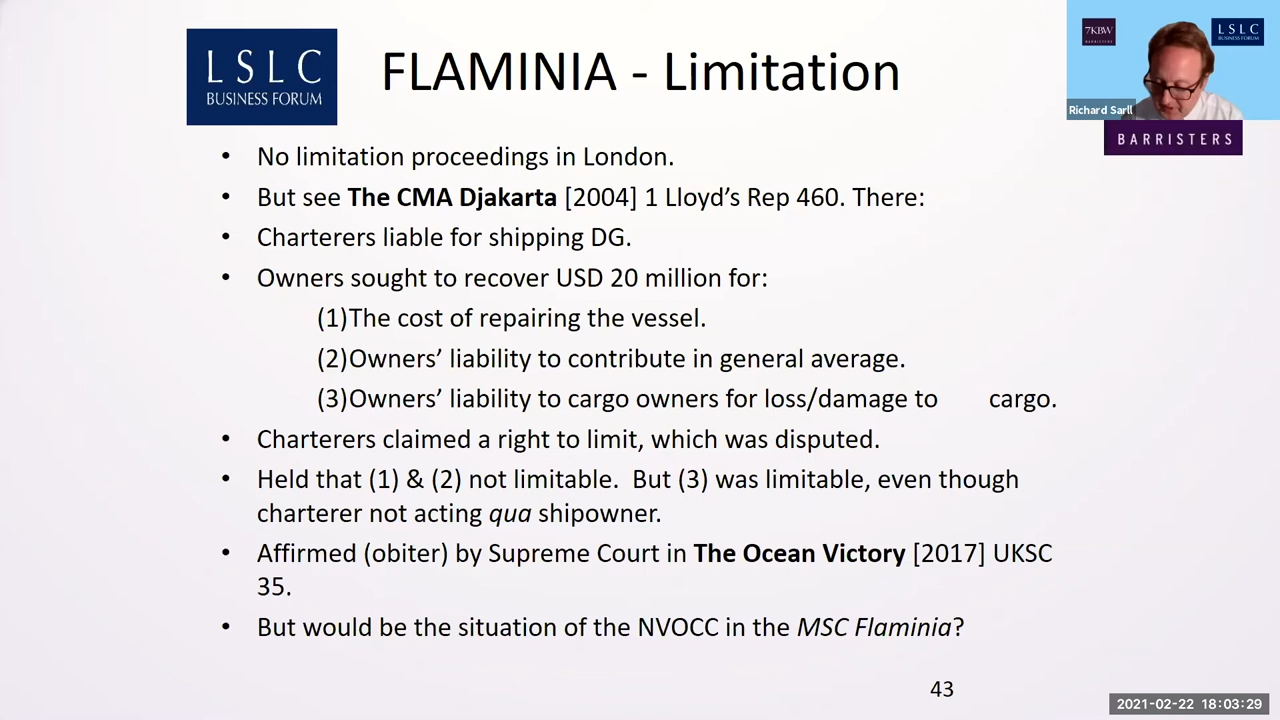 L S L C
BUSINESS FORUM
FLAMINIA - Limitation
7KBW
BARRISTERS
L S L C
BUSINESS FORUM
Richard Sarll
BARRISTERS
• No limitation proceedings in London.
• But see The CMA Djakarta [2004] 1 Lloyd’s Rep 460. There:
• Charterers liable for shipping DG.
• Owners sought to recover USD 20 million for:
(1)The cost of repairing the vessel.
(2)Owners’ liability to contribute in general average.
(3)Owners’ liability to cargo owners for loss/damage to cargo.
• Charterers claimed a right to limit, which was disputed.
• Held that (1) & (2) not limitable. But (3) was limitable, even though
charterer not acting qua shipowner.
• Affirmed (obiter) by Supreme Court in The Ocean Victory [2017] UKSC
35.
• But would be the situation of the NVOCC in the MSC Flaminia?
43
2021-02-22 18:03:29